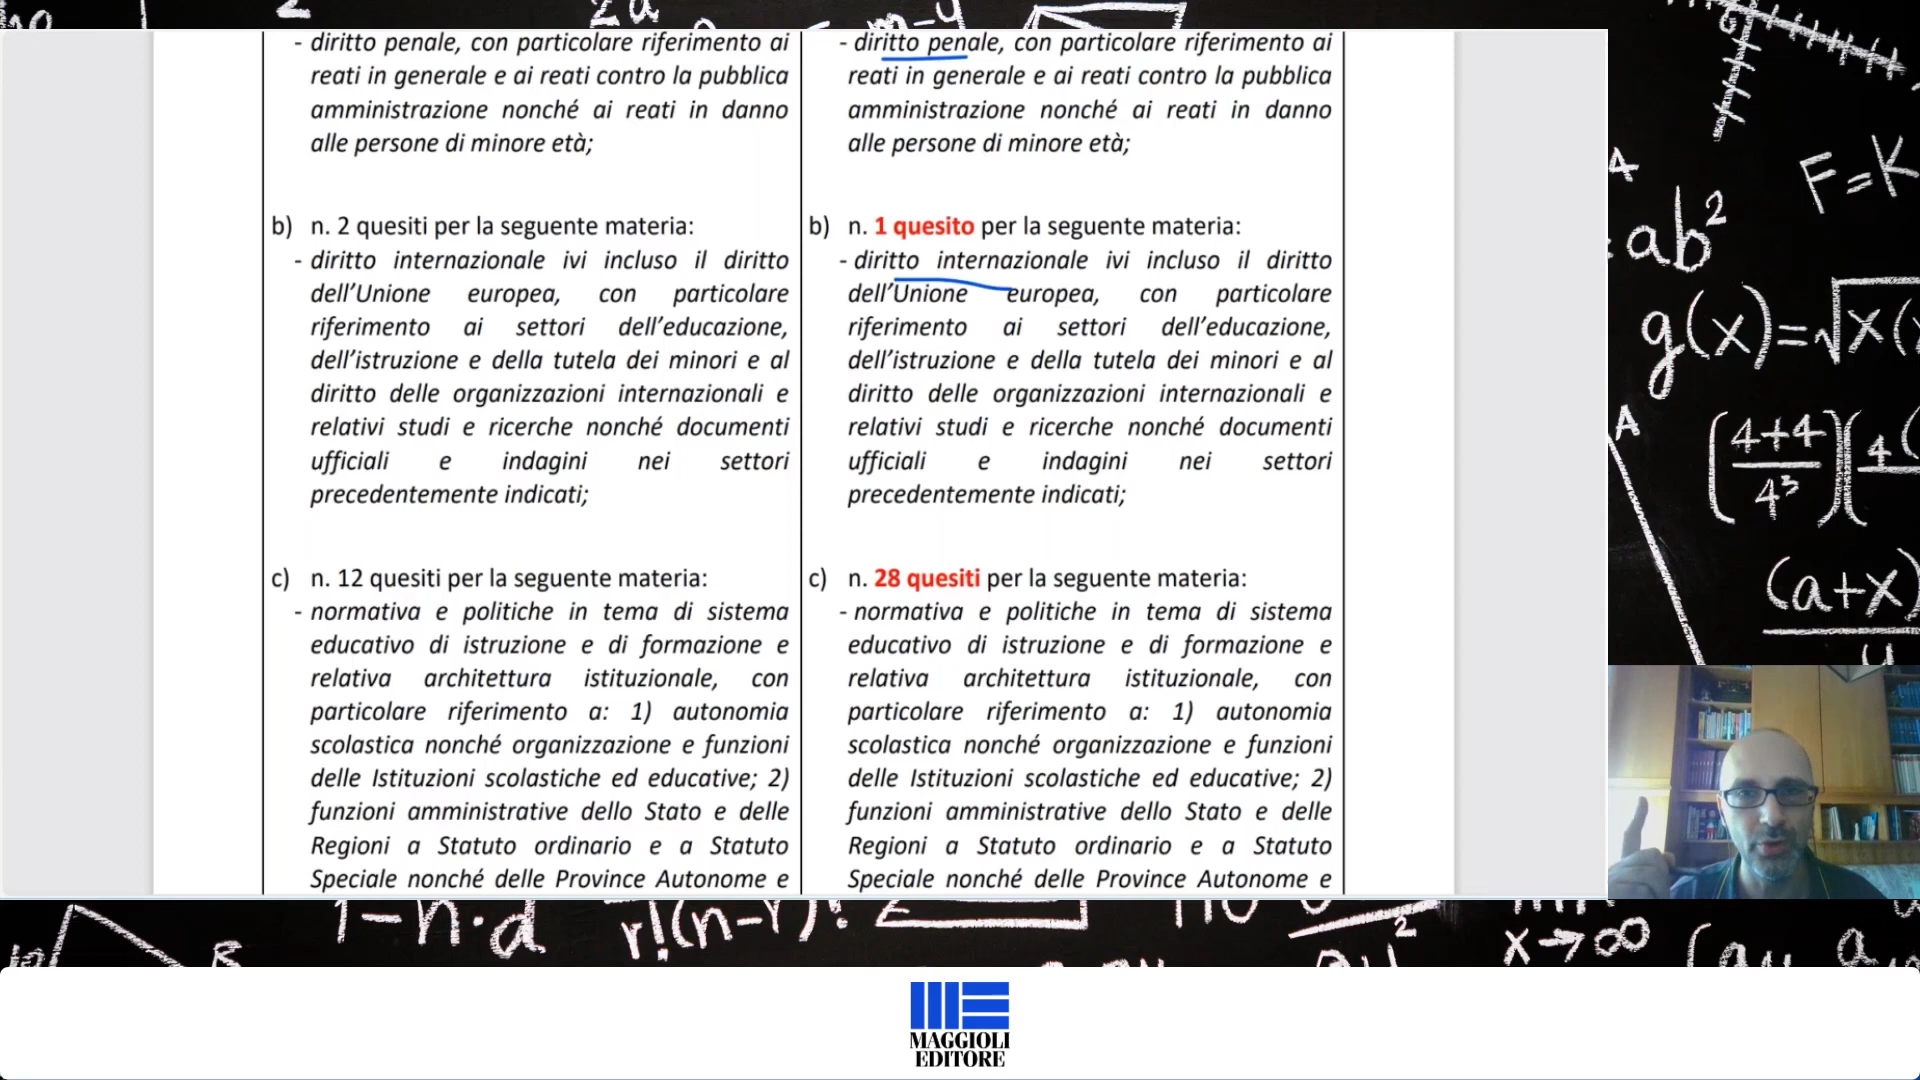 - diritto penale, con particolare riferimento ai
reati in generale e ai reati contro la pubblica
amministrazione nonché ai reati in danno
alle persone di minore età;
b) n. 2 quesiti per la seguente materia:
- diritto internazionale ivi incluso il diritto
dell’Unione europea, con particolare
riferimento ai settori dell’educazione,
dell’istruzione e della tutela dei minori e al
diritto delle organizzazioni internazionali e
relativi studi e ricerche nonché documenti
ufficiali e indagini nei settori
precedentemente indicati;
c) n. 12 quesiti per la seguente materia:
- normativa e politiche in tema di sistema
educativo di istruzione e di formazione e
relativa architettura istituzionale, con
particolare riferimento a: 1) autonomia
scolastica nonché organizzazione e funzioni
delle Istituzioni scolastiche ed educative; 2)
funzioni amministrative dello Stato e delle
Regioni a Statuto ordinario e a Statuto
Speciale nonché delle Province Autonome e
- diritto penale, con particolare riferimento ai
reati in generale e ai reati contro la pubblica
amministrazione nonché ai reati in danno
alle persone di minore età;
b) n. 1 quesito per la seguente materia:
- diritto internazionale ivi incluso il diritto
dell’Unione europea, con particolare
riferimento ai settori dell’educazione,
dell’istruzione e della tutela dei minori e al
diritto delle organizzazioni internazionali e
relativi studi e ricerche nonché documenti
ufficiali e indagini nei settori
precedentemente indicati;
c) n. 28 quesiti per la seguente materia:
- normativa e politiche in tema di sistema
educativo di istruzione e di formazione e
relativa architettura istituzionale, con
particolare riferimento a: 1) autonomia
scolastica nonché organizzazione e funzioni
delle Istituzioni scolastiche ed educative; 2)
funzioni amministrative dello Stato e delle
Regioni a Statuto ordinario e a Statuto
Speciale nonché delle Province Autonome e
F=K
ab²
g(x)=√x(
A
(4+4)/4³
(a+x)
x→∞
MAGGIOLI
EDITORE